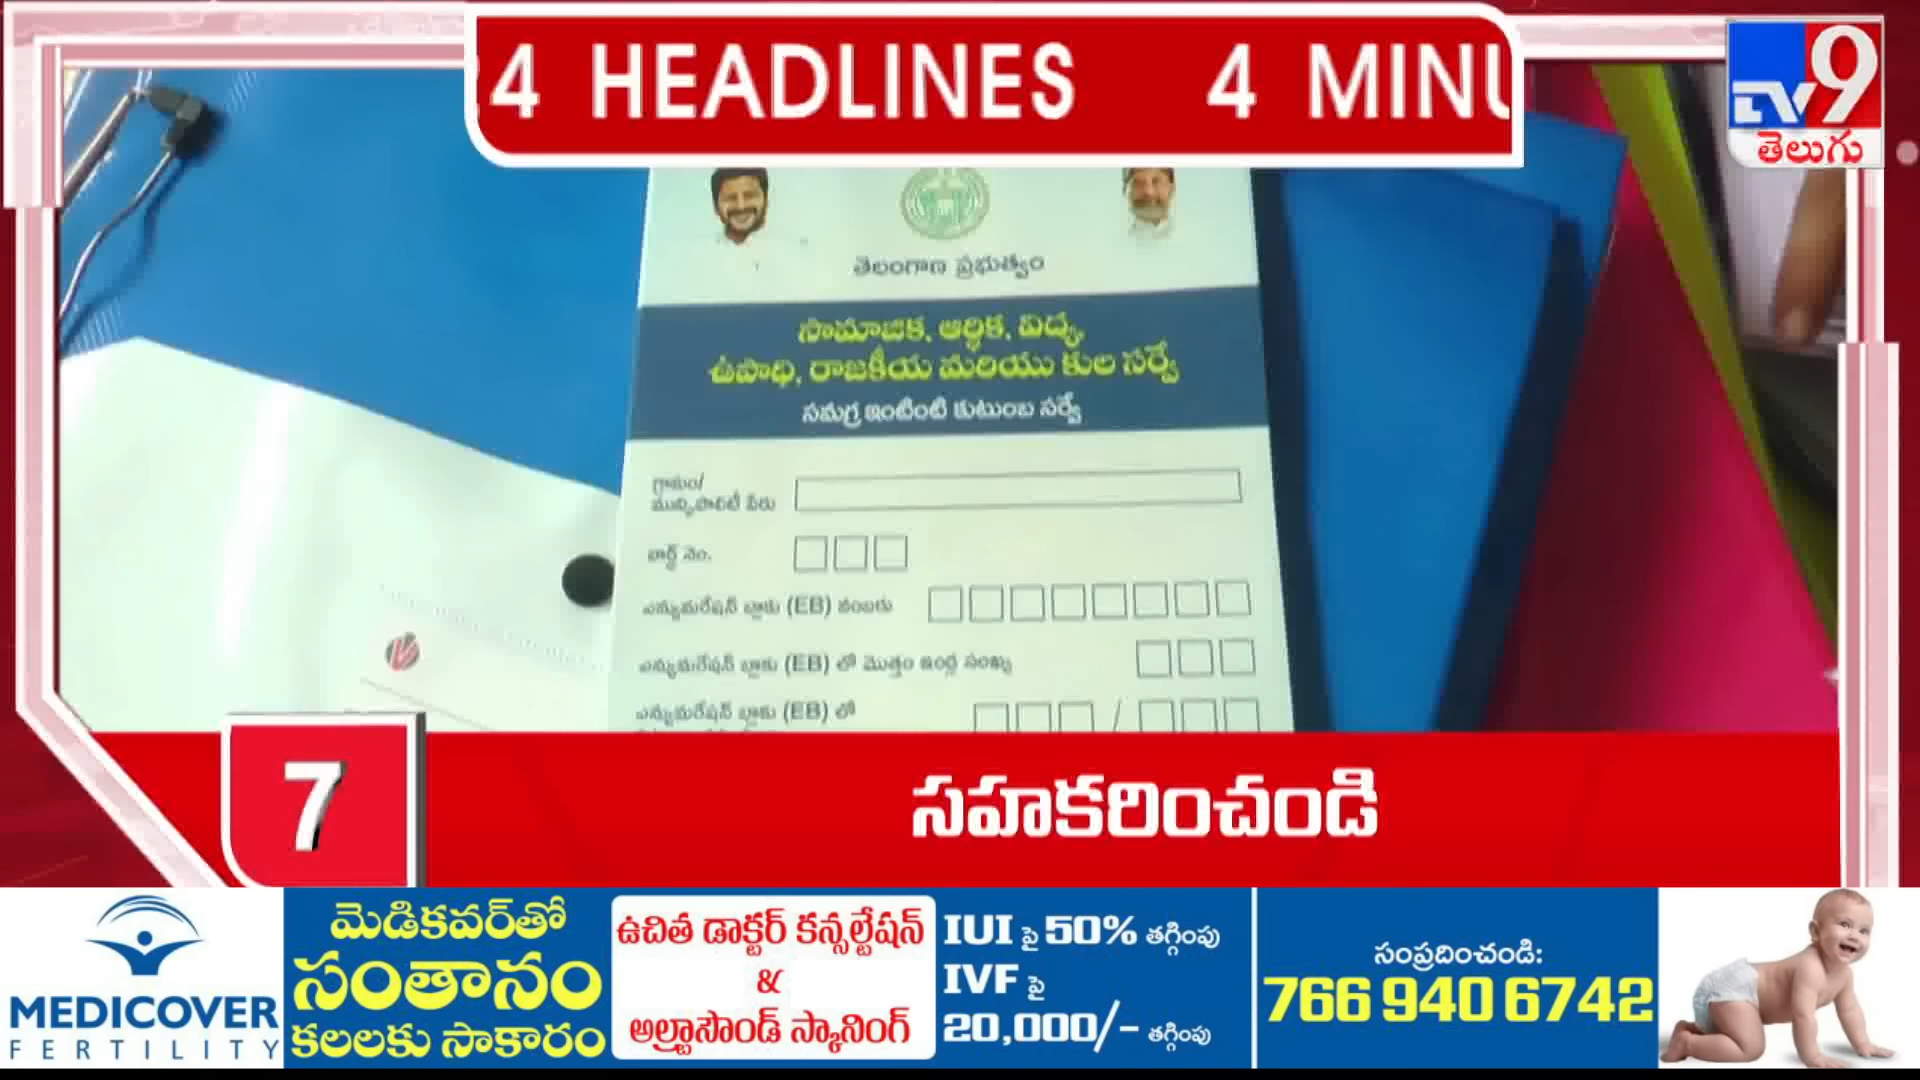 24 HEADLINES 4 MINU
TV9
తెలుగు
తెలంగాణ ప్రభుత్వం
సామాజిక, ఆర్థిక, విద్య,
ఉపాధి, రాజకీయ మరియు కుల సర్వే
సమగ్ర ఇంటింటి కుటుంబ సర్వే
గ్రామం/
మున్సిపాలిటీ పేరు
వార్డ్ నెం.
ఎన్యుమరేషన్ బ్లాకు (EB) నంబరు
ఎన్యుమరేషన్ బ్లాకు (EB) లో మొత్తం ఇండ్ల సంఖ్య
ఎన్యుమరేషన్ బ్లాకు (EB) లో
7
సహకరించండి
MEDICOVER
FERTILITY
మెడికవర్‌తో
సంతానం
కలలకు సాకారం
ఉచిత డాక్టర్ కన్సల్టేషన్
&
అల్ట్రాసౌండ్ స్కానింగ్
IUI పై 50% తగ్గింపు
IVF పై
20,000/- తగ్గింపు
సంప్రదించండి:
766 940 6742